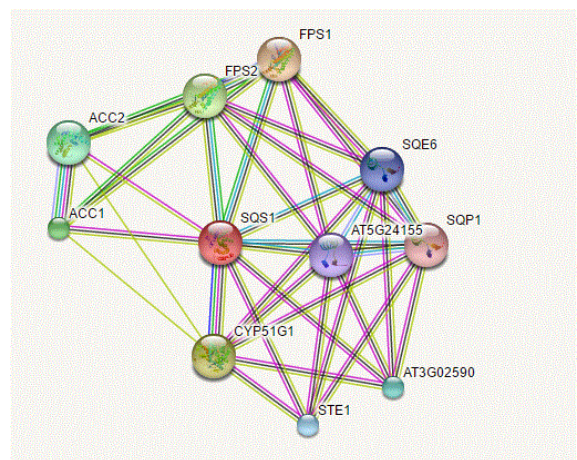 FPS1
FPS2
ACC2
SQE6
ACC1
SQS1
SQP1
AT5G24155
CYP51G1
AT3G02590
STE1